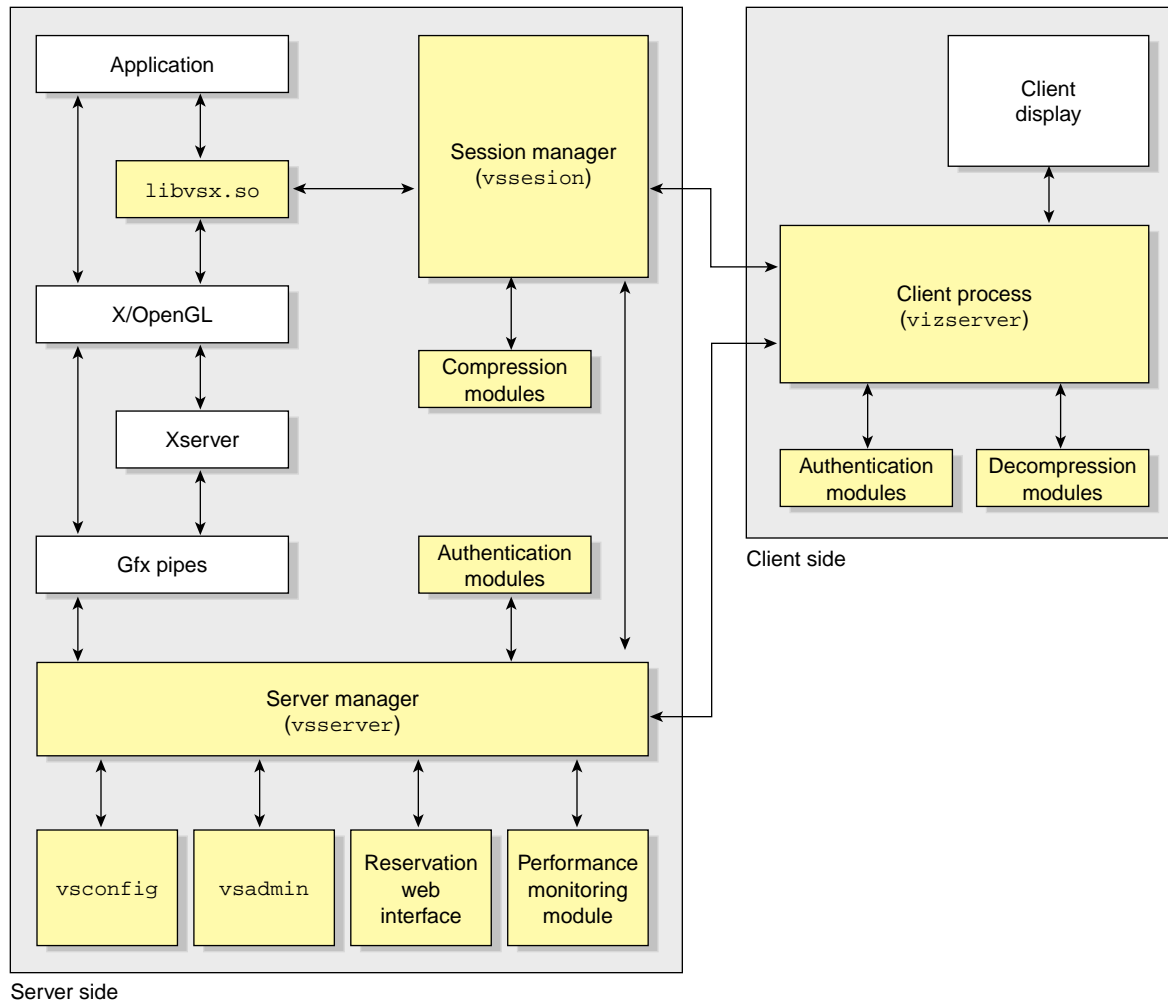 Application
libvsx.so
X/OpenGL
Xserver
Gfx pipes
Session manager
(vssesion)
Compression
modules
Authentication
modules
Server manager
(vsserver)
vsconfig
vsadmin
Reservation
web
interface
Performance
monitoring
module
Server side
Client
display
Client process
(vizserver)
Authentication
modules
Decompression
modules
Client side